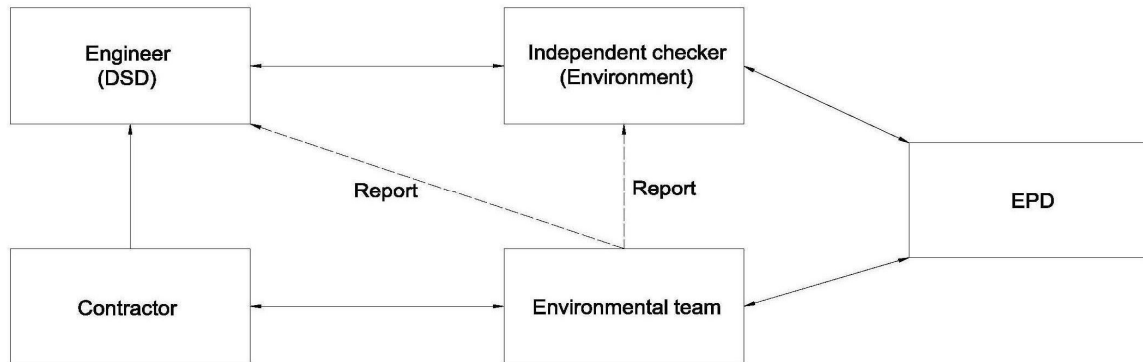 Engineer
(DSD)
Independent checker
(Environment)
Report
Report
EPD
Contractor
Environmental team